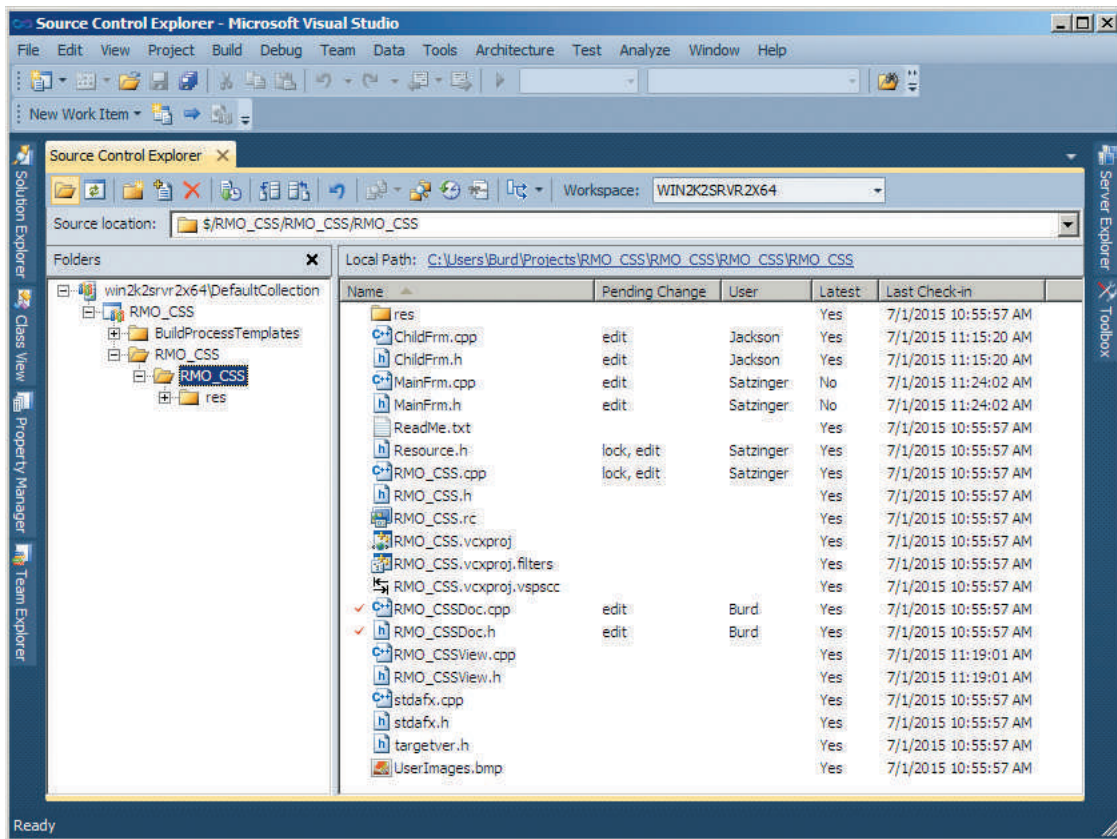 Source Control Explorer - Microsoft Visual Studio
File Edit View Project Build Debug Team Data Tools Architecture Test Analyze Window Help
New Work Item
Source Control Explorer
Workspace: WIN2K2SRVR2X64
Source location: $/RMO_CSS/RMO_CSS/RMO_CSS
Folders
Local Path: C:\Users\Burd\Projects\RMO_CSS\RMO_CSS\RMO_CSS\RMO_CSS
win2k2srvr2x64\DefaultCollection
RMO_CSS
BuildProcessTemplates
RMO_CSS
RMO_CSS
res
Name Pending Change User Latest Last Check-in
res Yes 7/1/2015 10:55:57 AM
ChildFrm.cpp edit Jackson Yes 7/1/2015 11:15:20 AM
ChildFrm.h edit Jackson Yes 7/1/2015 11:15:20 AM
MainFrm.cpp edit Satzinger No 7/1/2015 11:24:02 AM
MainFrm.h edit Satzinger No 7/1/2015 11:24:02 AM
ReadMe.txt Yes 7/1/2015 10:55:57 AM
Resource.h lock, edit Satzinger Yes 7/1/2015 10:55:57 AM
RMO_CSS.cpp lock, edit Satzinger Yes 7/1/2015 10:55:57 AM
RMO_CSS.h Yes 7/1/2015 10:55:57 AM
RMO_CSS.rc Yes 7/1/2015 10:55:57 AM
RMO_CSS.vcxproj Yes 7/1/2015 10:55:57 AM
RMO_CSS.vcxproj.filters Yes 7/1/2015 10:55:57 AM
RMO_CSS.vcxproj.vspscc Yes 7/1/2015 10:55:57 AM
RMO_CSSDoc.cpp edit Burd Yes 7/1/2015 10:55:57 AM
RMO_CSSDoc.h edit Burd Yes 7/1/2015 10:55:57 AM
RMO_CSSView.cpp Yes 7/1/2015 11:19:01 AM
RMO_CSSView.h Yes 7/1/2015 11:19:01 AM
stdafx.cpp Yes 7/1/2015 10:55:57 AM
stdafx.h Yes 7/1/2015 10:55:57 AM
targetver.h Yes 7/1/2015 10:55:57 AM
UserImages.bmp Yes 7/1/2015 10:55:57 AM
Solution Explorer
Class View
Property Manager
Team Explorer
Server Explorer
Toolbox
Ready